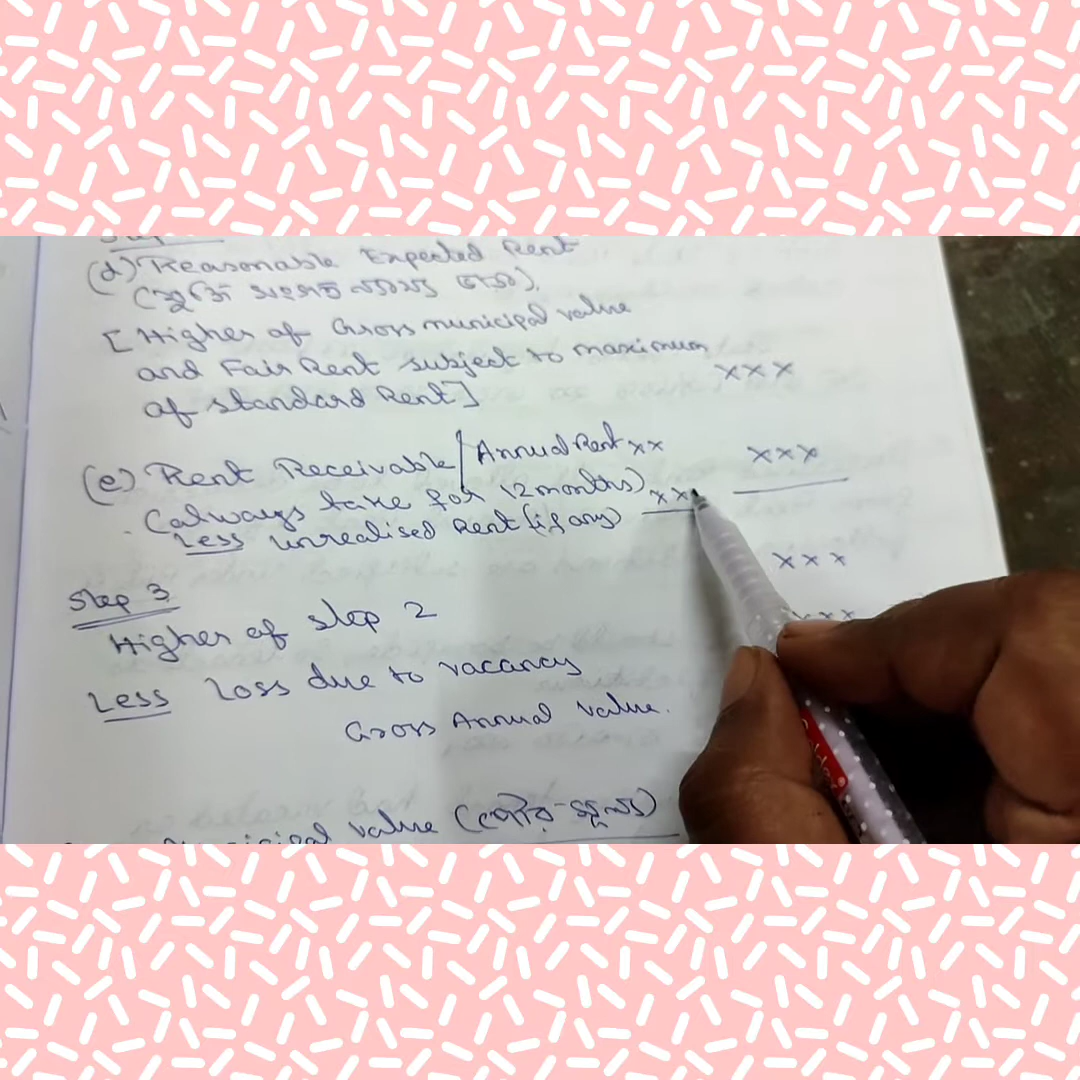 (d) Reasonable Expected Rent
[Higher of Gross municipal value
and Fair Rent subject to maximum
of standard Rent] xxx
(e) Rent Receivable/Annual Rent xx xxx
(always take for 12 months) xxx
Less unrealised Rent (if any)
xxx
Step 3
Higher of step 2 xxx
Less Loss due to vacancy
Gross Annual Value.
value (পৌর-মূল্য)